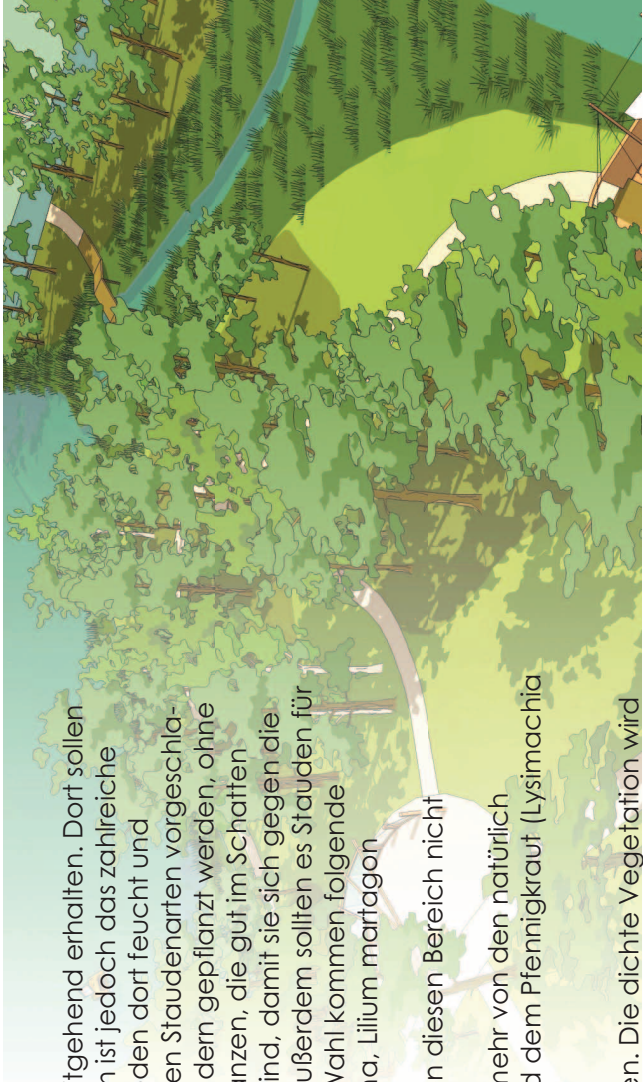 tgehend erhalten. Dort sollen
n ist jedoch das zahlreiche
den dort feucht und
en Staudenarten vorgeschla-
dem gepflanzt werden, ohne
anzen, die gut im Schatten
ind, damit sie sich gegen die
ußerdem sollten es Stauden für
Wahl kommen folgende
na, Lilium martagon
n diesen Bereich nicht
mehr von den natürlich
d dem Pfennigkraut (Lysimachia
en. Die dichte Vegetation wird